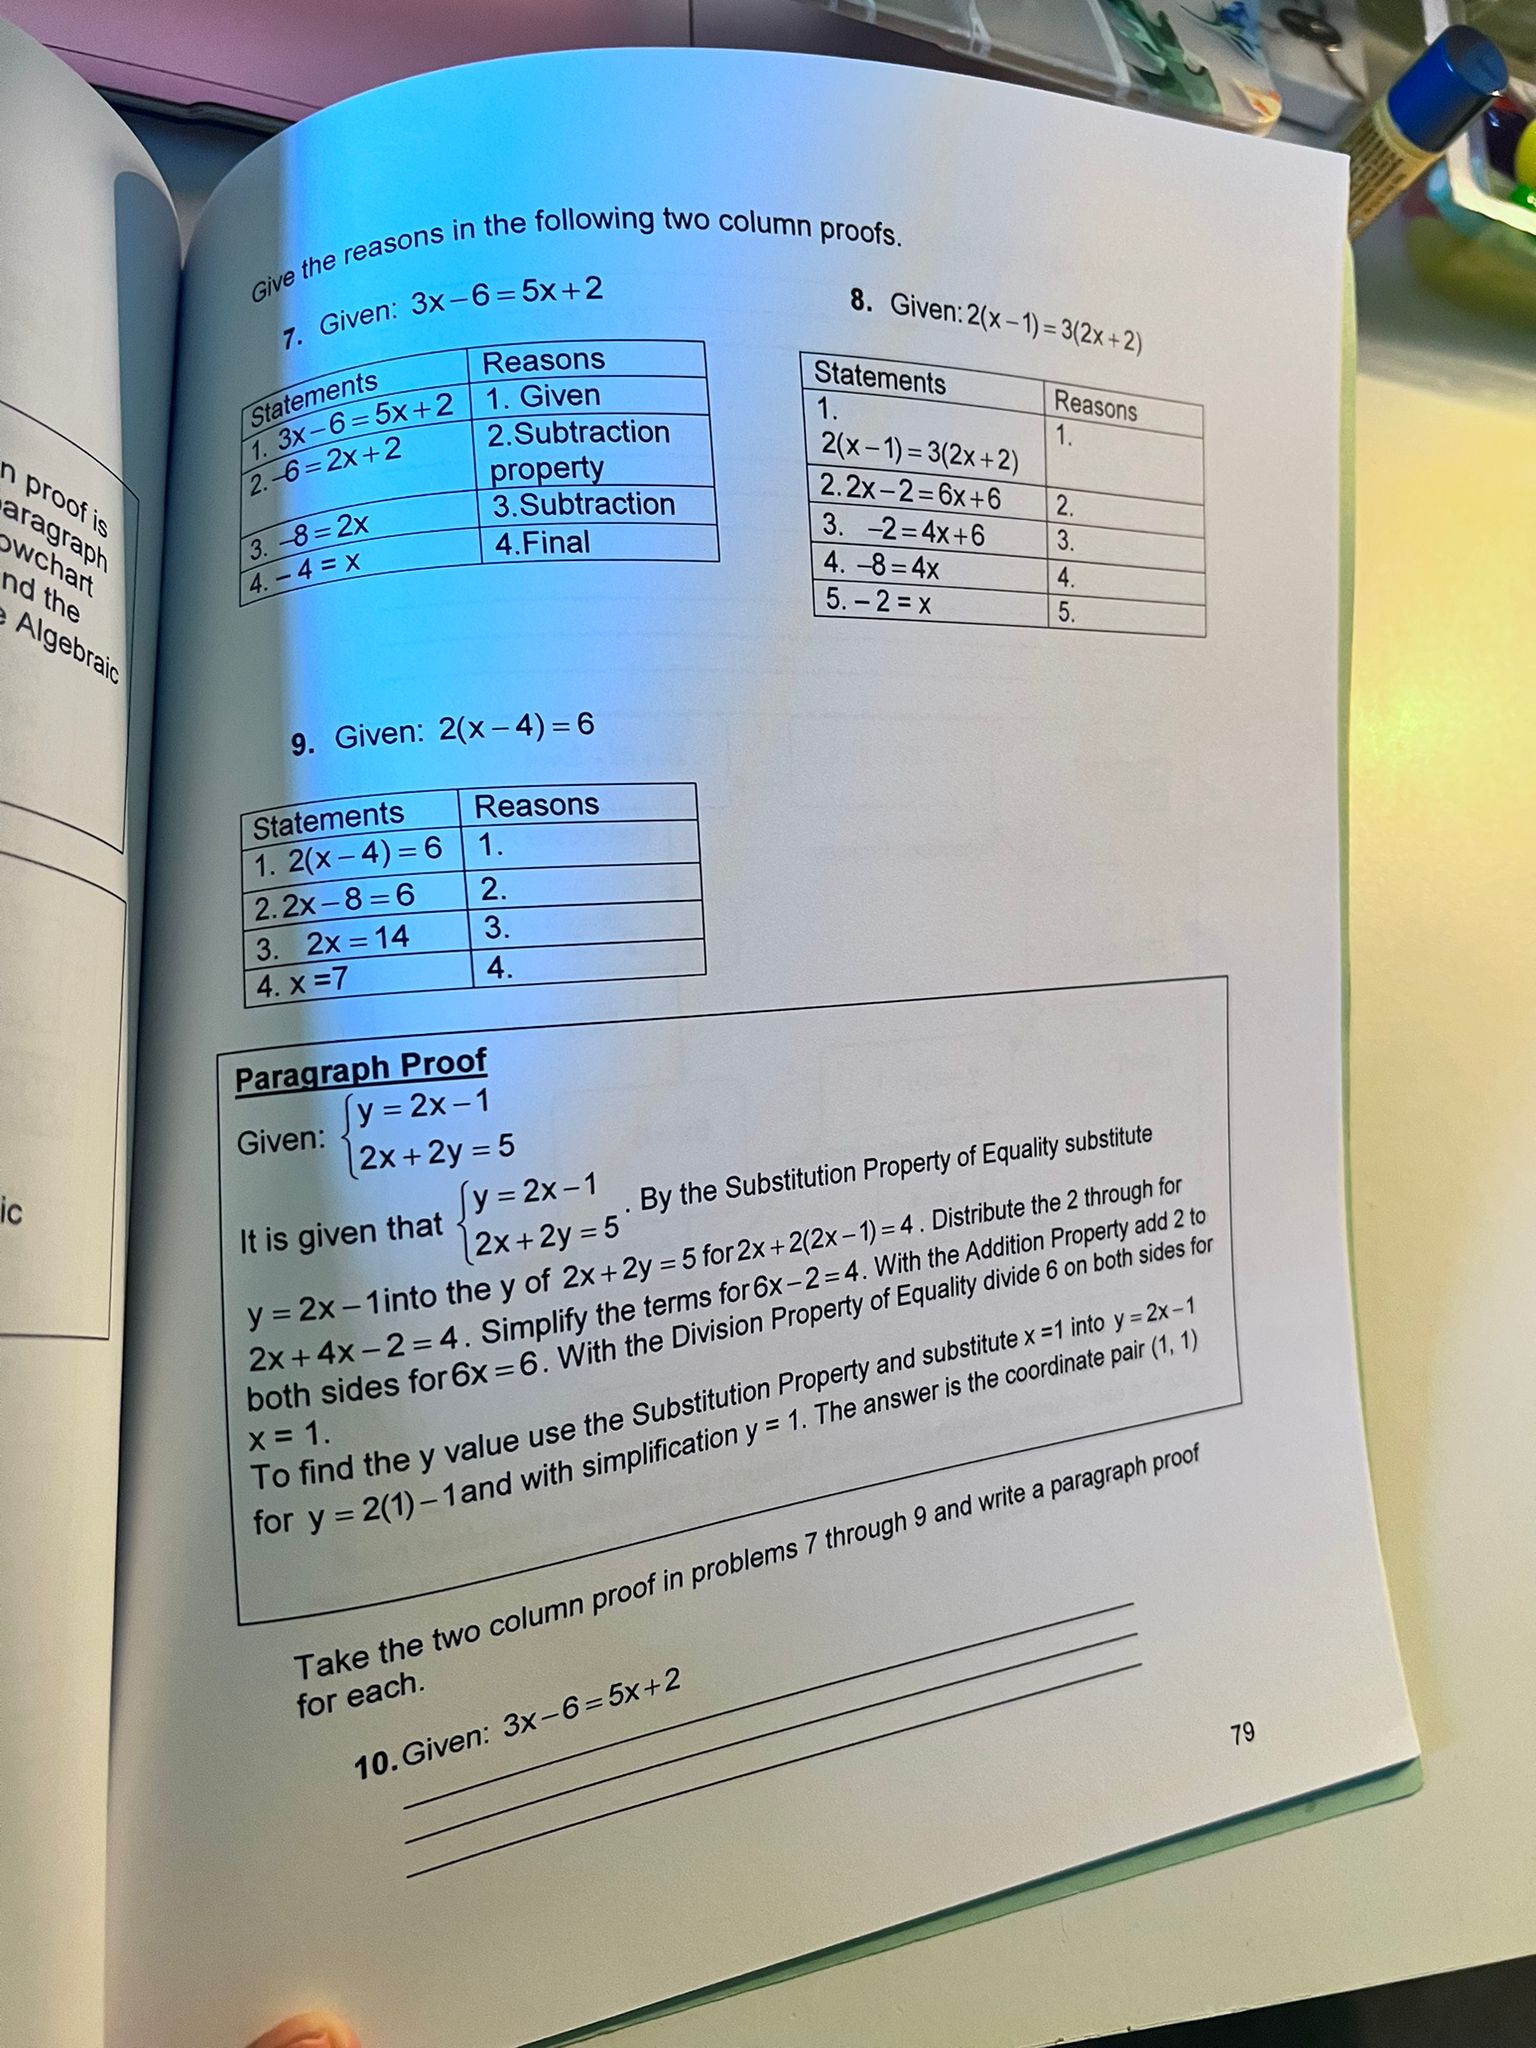 n proof is
aragraph
owchart
nd the
e Algebraic
ic
Give the reasons in the following two column proofs.
7. Given: 3x – 6 = 5x + 2
Statements Reasons
1. 3x – 6 = 5x + 2 1. Given
2. –6 = 2x + 2 2.Subtraction
property
3. –8 = 2x 3.Subtraction
4. – 4 = x 4.Final
8. Given: 2(x – 1) = 3(2x + 2)
Statements Reasons
1. 1.
2(x – 1) = 3(2x + 2)
2. 2x – 2 = 6x + 6 2.
3. –2 = 4x + 6 3.
4. –8 = 4x 4.
5. – 2 = x 5.
9. Given: 2(x – 4) = 6
Statements Reasons
1. 2(x – 4) = 6 1.
2. 2x – 8 = 6 2.
3. 2x = 14 3.
4. x =7 4.
Paragraph Proof
Given: {y = 2x – 1
2x + 2y = 5
It is given that {y = 2x – 1
2x + 2y = 5 . By the Substitution Property of Equality substitute
y = 2x – 1 into the y of 2x + 2y = 5 for 2x + 2(2x – 1) = 4 . Distribute the 2 through for
2x + 4x – 2 = 4 . Simplify the terms for 6x – 2 = 4 . With the Addition Property add 2 to
both sides for 6x = 6 . With the Division Property of Equality divide 6 on both sides for
x = 1.
To find the y value use the Substitution Property and substitute x =1 into y = 2x – 1
for y = 2(1) – 1 and with simplification y = 1. The answer is the coordinate pair (1, 1)
Take the two column proof in problems 7 through 9 and write a paragraph proof
for each.
10. Given: 3x – 6 = 5x + 2
79